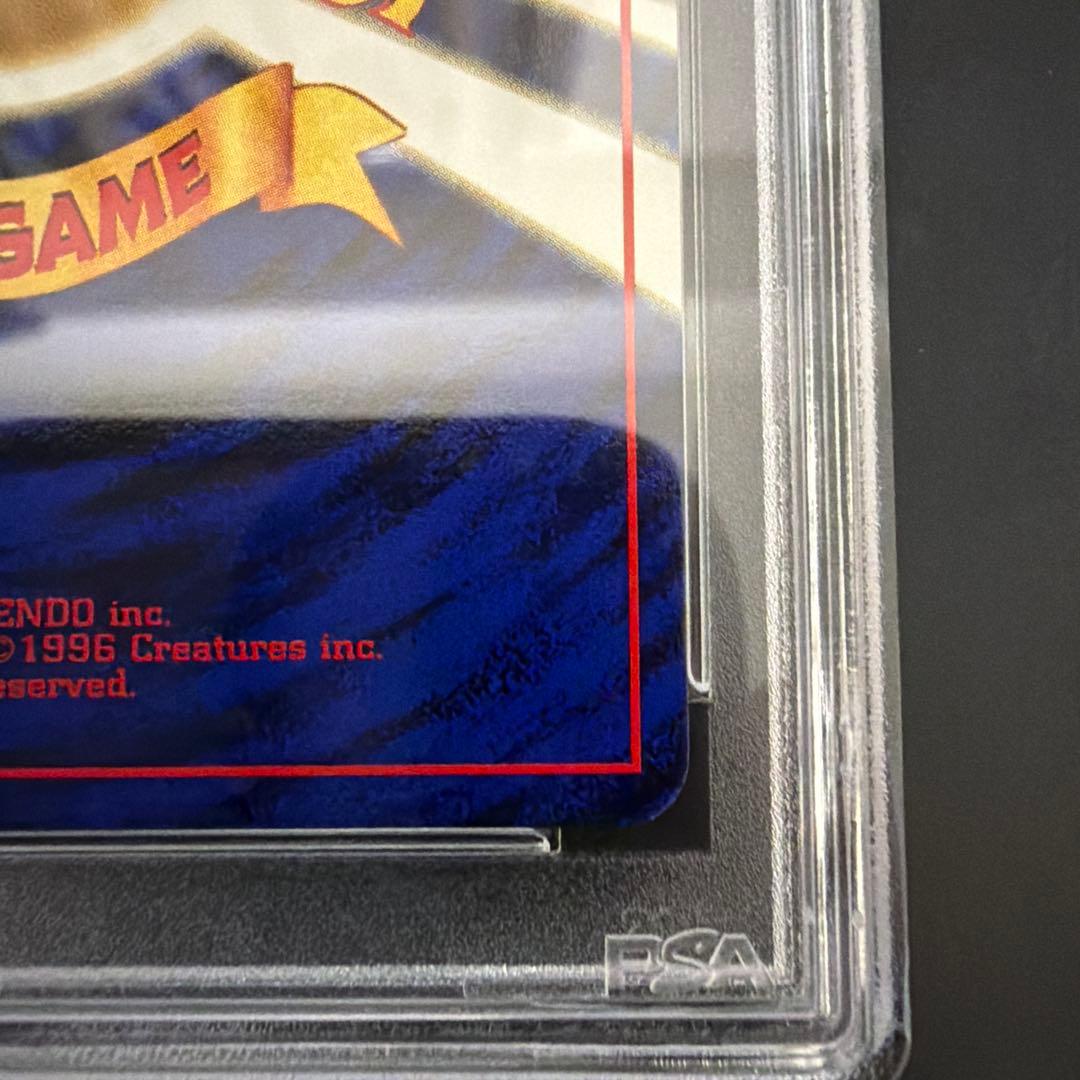 GAME
ENDO inc.
©1996 Creatures inc.
eserved.
PSA